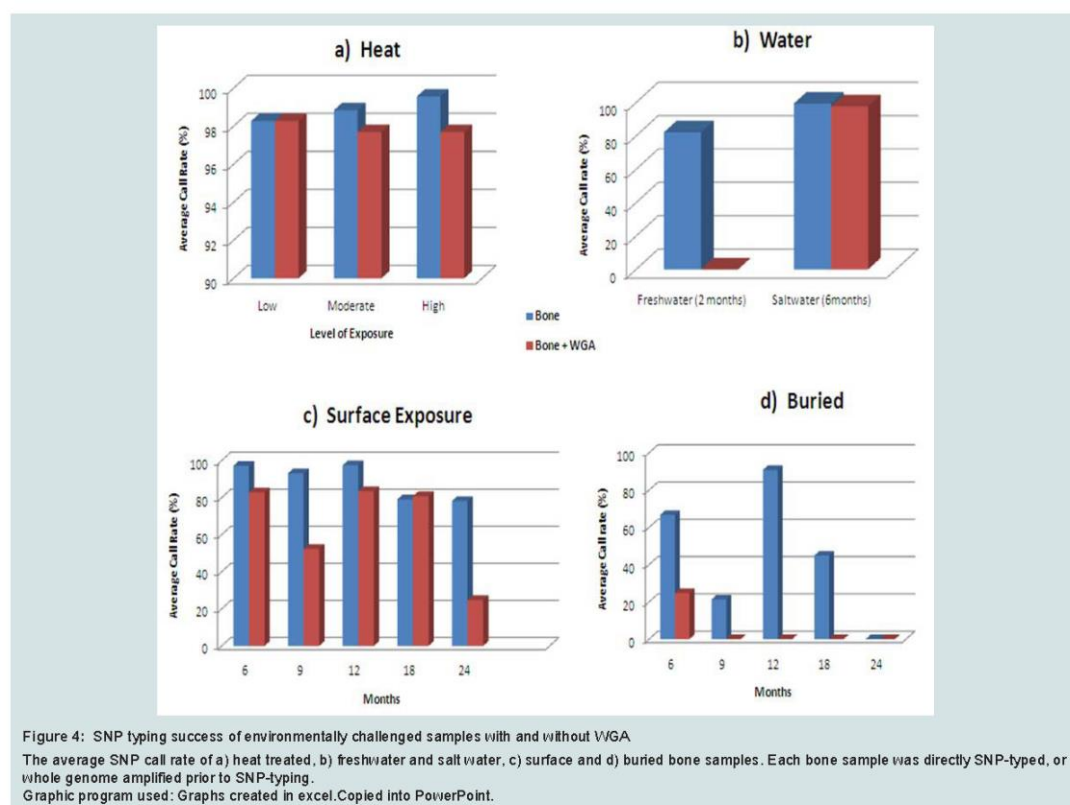 a) Heat
Average Call Rate (%)
100
98
96
94
92
90
Low Moderate High
Level of Exposure
b) Water
Average Call rate (%)
100
80
60
40
20
0
Freshwater (2 months) Saltwater (6months)
Bone
Bone + WGA
c) Surface Exposure
Average Call Rate (%)
100
80
60
40
20
0
6 9 12 18 24
Months
d) Buried
Average Call rate (%)
100
80
60
40
20
0
6 9 12 18 24
Months
Figure 4: SNP typing success of environmentally challenged samples with and without WGA
The average SNP call rate of a) heat treated, b) freshwater and salt water, c) surface and d) buried bone samples. Each bone sample was directly SNP-typed, or
whole genome amplified prior to SNP-typing.
Graphic program used: Graphs created in excel.Copied into PowerPoint.